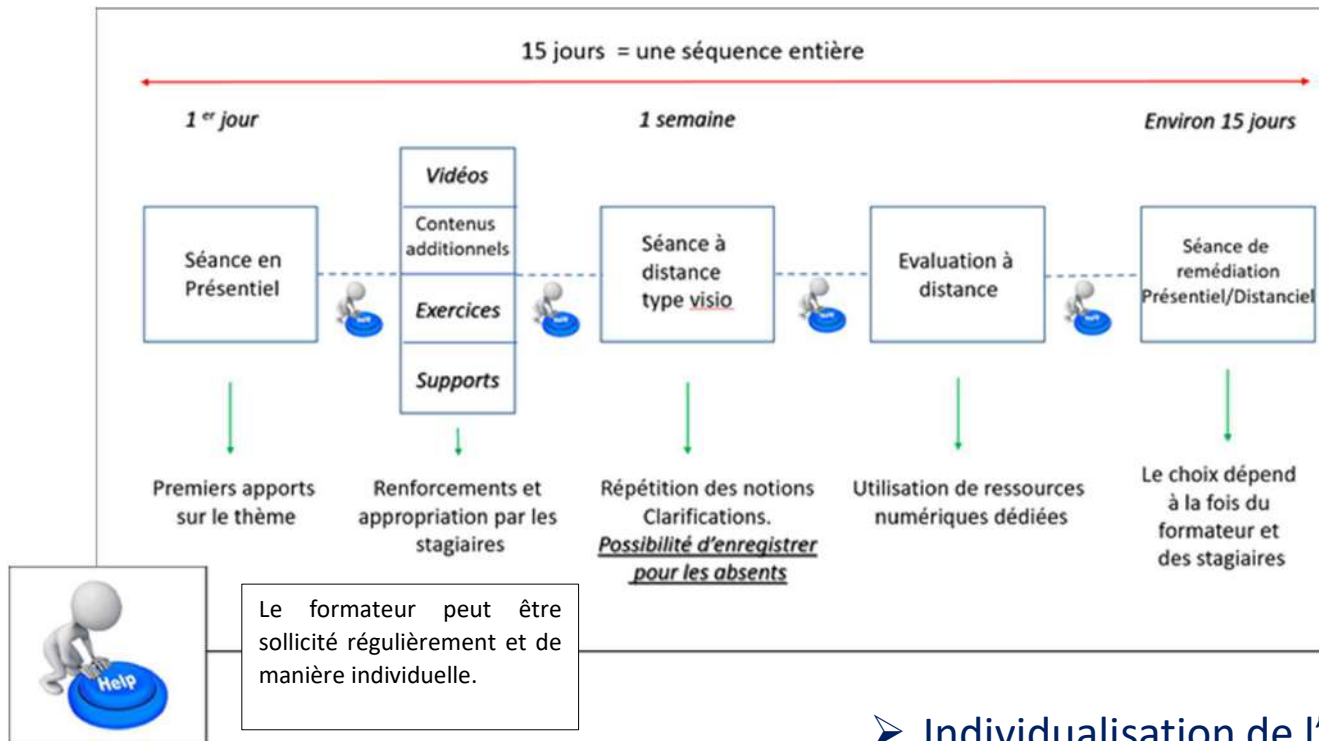 15 jours = une séquence entière
1 er jour
1 semaine
Environ 15 jours
Séance en
Présentiel
Vidéos
Contenus
additionnels
Exercices
Supports
Séance à
distance
type visio
Evaluation à
distance
Séance de
remédiation
Présentiel/Distanciel
Premiers apports
sur le thème
Renforcements et
appropriation par les
stagiaires
Répétition des notions
Clarifications.
Possibilité d'enregistrer
pour les absents
Utilisation de ressources
numériques dédiées
Le choix dépend
à la fois du
formateur et
des stagiaires
Help
Le formateur peut être
sollicité régulièrement et de
manière individuelle.
➤ Individualisation de l'